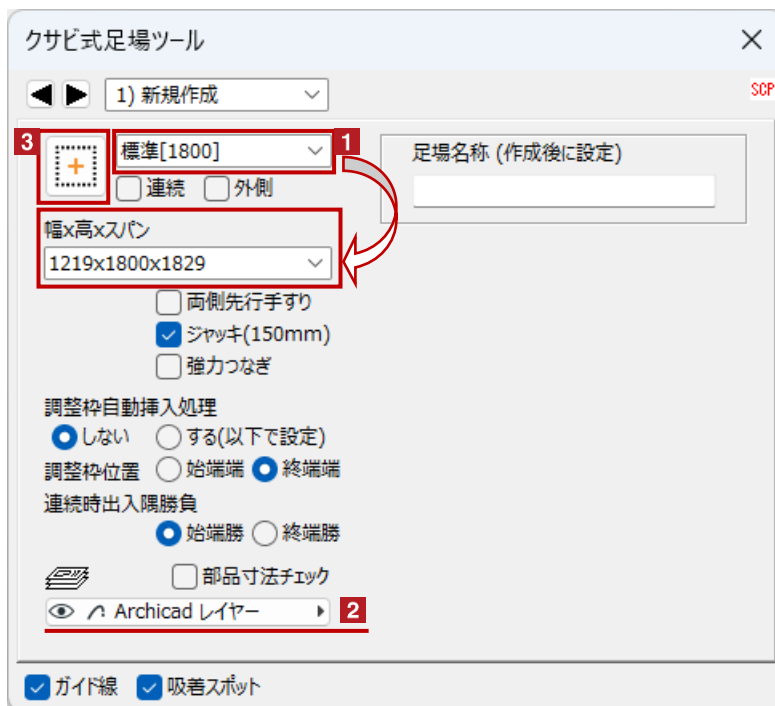 クサビ式足場ツール
1) 新規作成
SCP
3
標準[1800]
1
連続 外側
足場名称 (作成後に設定)
幅x高xスパン
1219x1800x1829
両側先行手すり
ジャッキ(150mm)
強力つなぎ
調整枠自動挿入処理
しない する(以下で設定)
調整枠位置 始端端 終端端
連続時出入隅勝負
始端勝 終端勝
部品寸法チェック
Archicad レイヤー
2
ガイド線 吸着スポット